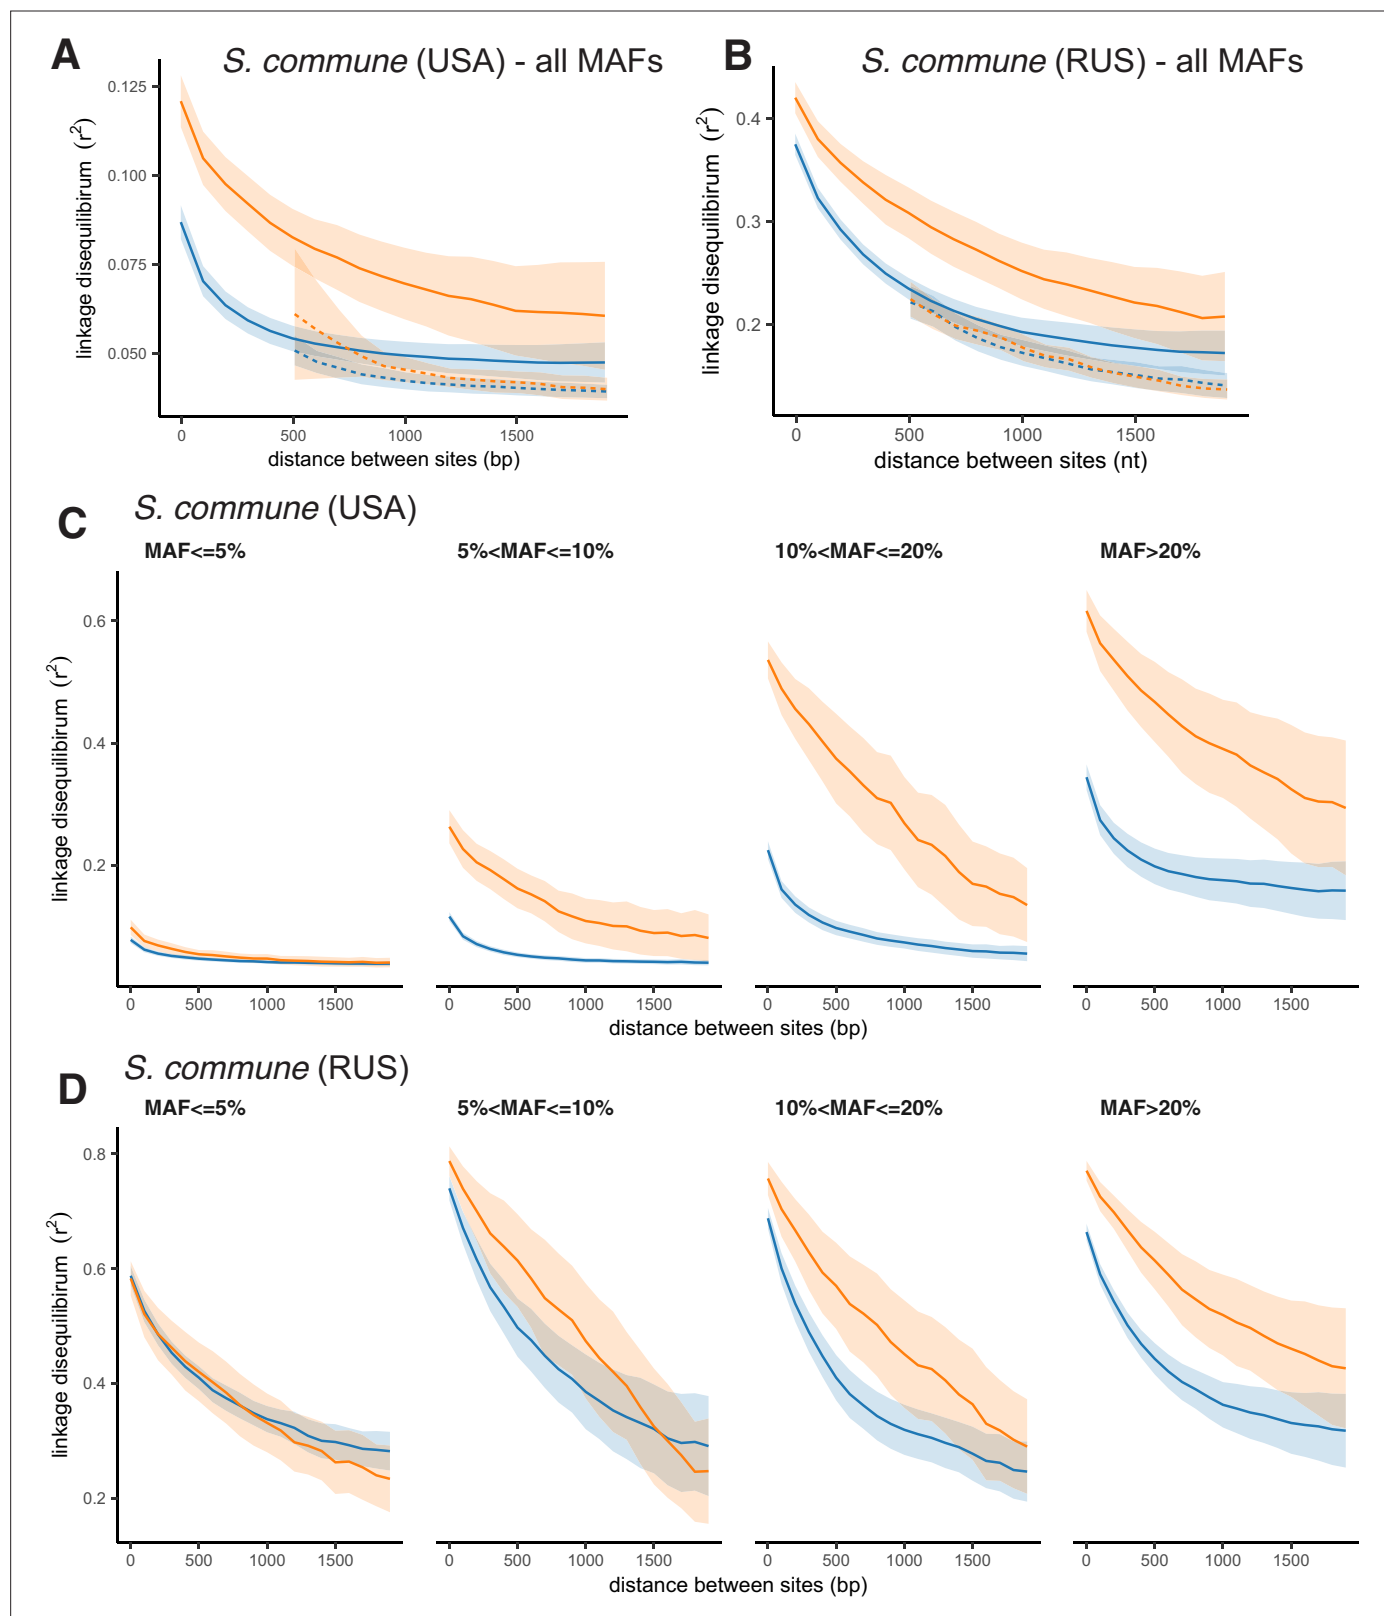 A
S. commune (USA) - all MAFs
linkage disequilibirum (r²)
0.125
0.100
0.075
0.050
0
500
1000
1500
distance between sites (bp)
B
S. commune (RUS) - all MAFs
linkage disequilibirum (r²)
0.4
0.3
0.2
0
500
1000
1500
distance between sites (nt)
C
S. commune (USA)
MAF<=5%
5%<MAF<=10%
10%<MAF<=20%
MAF>20%
linkage disequilibirum (r²)
0.6
0.4
0.2
0 500 1000 1500
0 500 1000 1500
0 500 1000 1500
0 500 1000 1500
distance between sites (bp)
D
S. commune (RUS)
MAF<=5%
5%<MAF<=10%
10%<MAF<=20%
MAF>20%
linkage disequilibirum (r²)
0.8
0.6
0.4
0.2
0 500 1000 1500
0 500 1000 1500
0 500 1000 1500
0 500 1000 1500
distance between sites (bp)